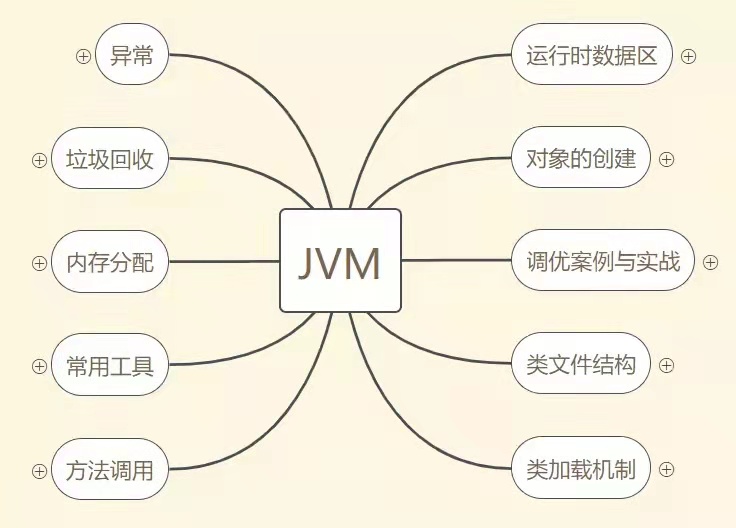 异常
运行时数据区
垃圾回收
对象的创建
JVM
内存分配
调优案例与实战
常用工具
类文件结构
方法调用
类加载机制